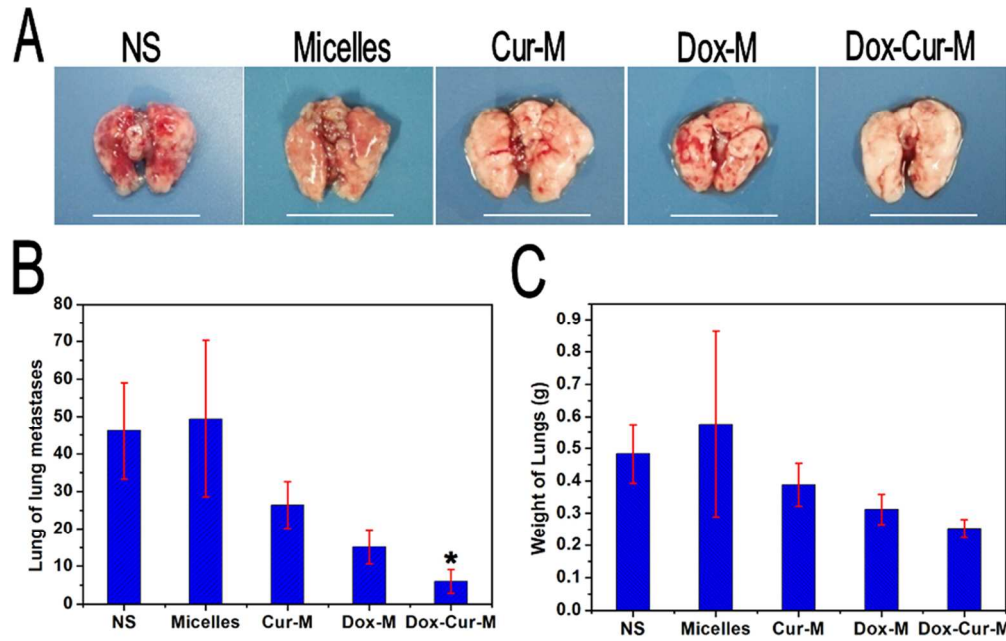 A
NS Micelles Cur-M Dox-M Dox-Cur-M
B
Lung of lung metastases
80
70
60
50
40
30
20
10
0
*
NS Micelles Cur-M Dox-M Dox-Cur-M
C
Weight of Lungs (g)
0.9
0.8
0.7
0.6
0.5
0.4
0.3
0.2
0.1
0.0
NS Micelles Cur-M Dox-M Dox-Cur-M